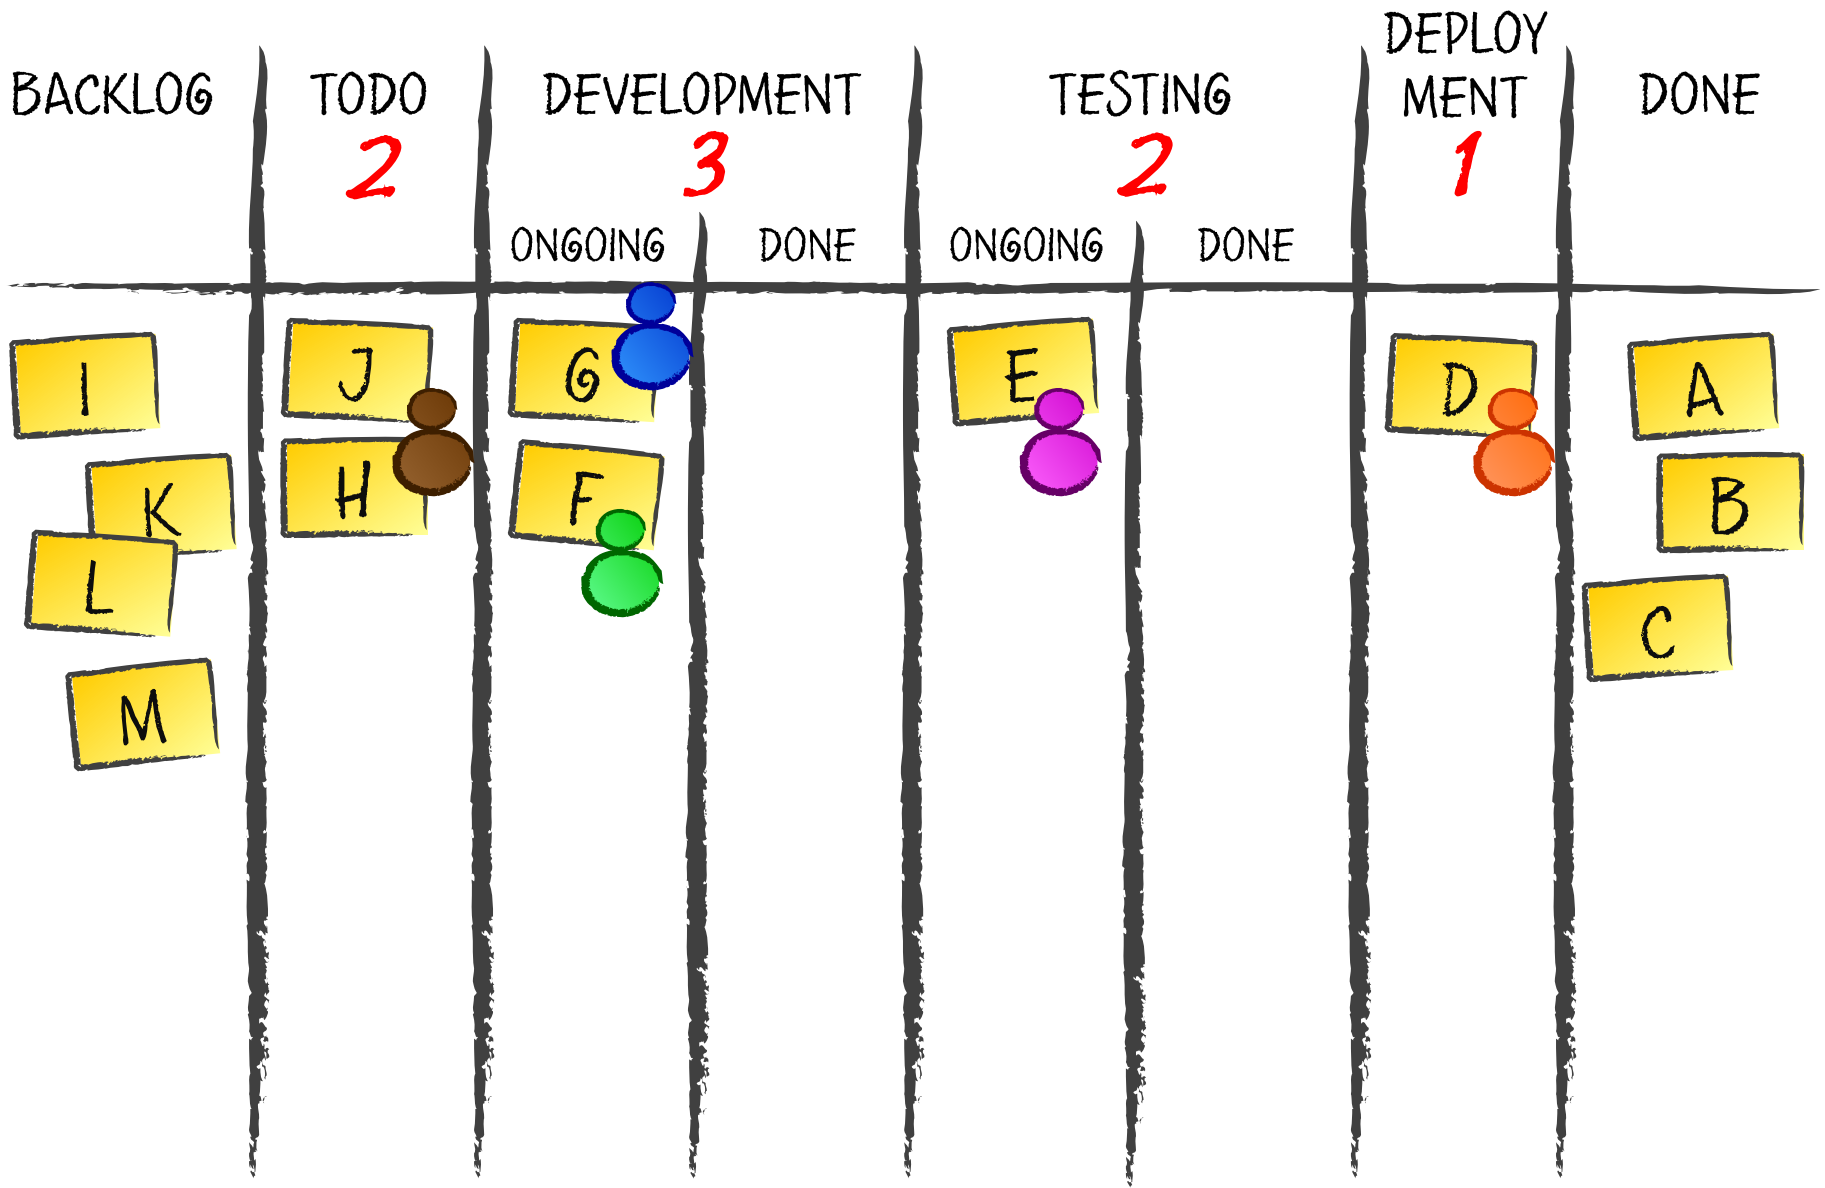 BACKLOG
TODO
2
DEVELOPMENT
3
ONGOING
DONE
TESTING
2
ONGOING
DONE
DEPLOY
MENT
1
DONE
I
K
L
M
J
H
G
F
E
D
A
B
C